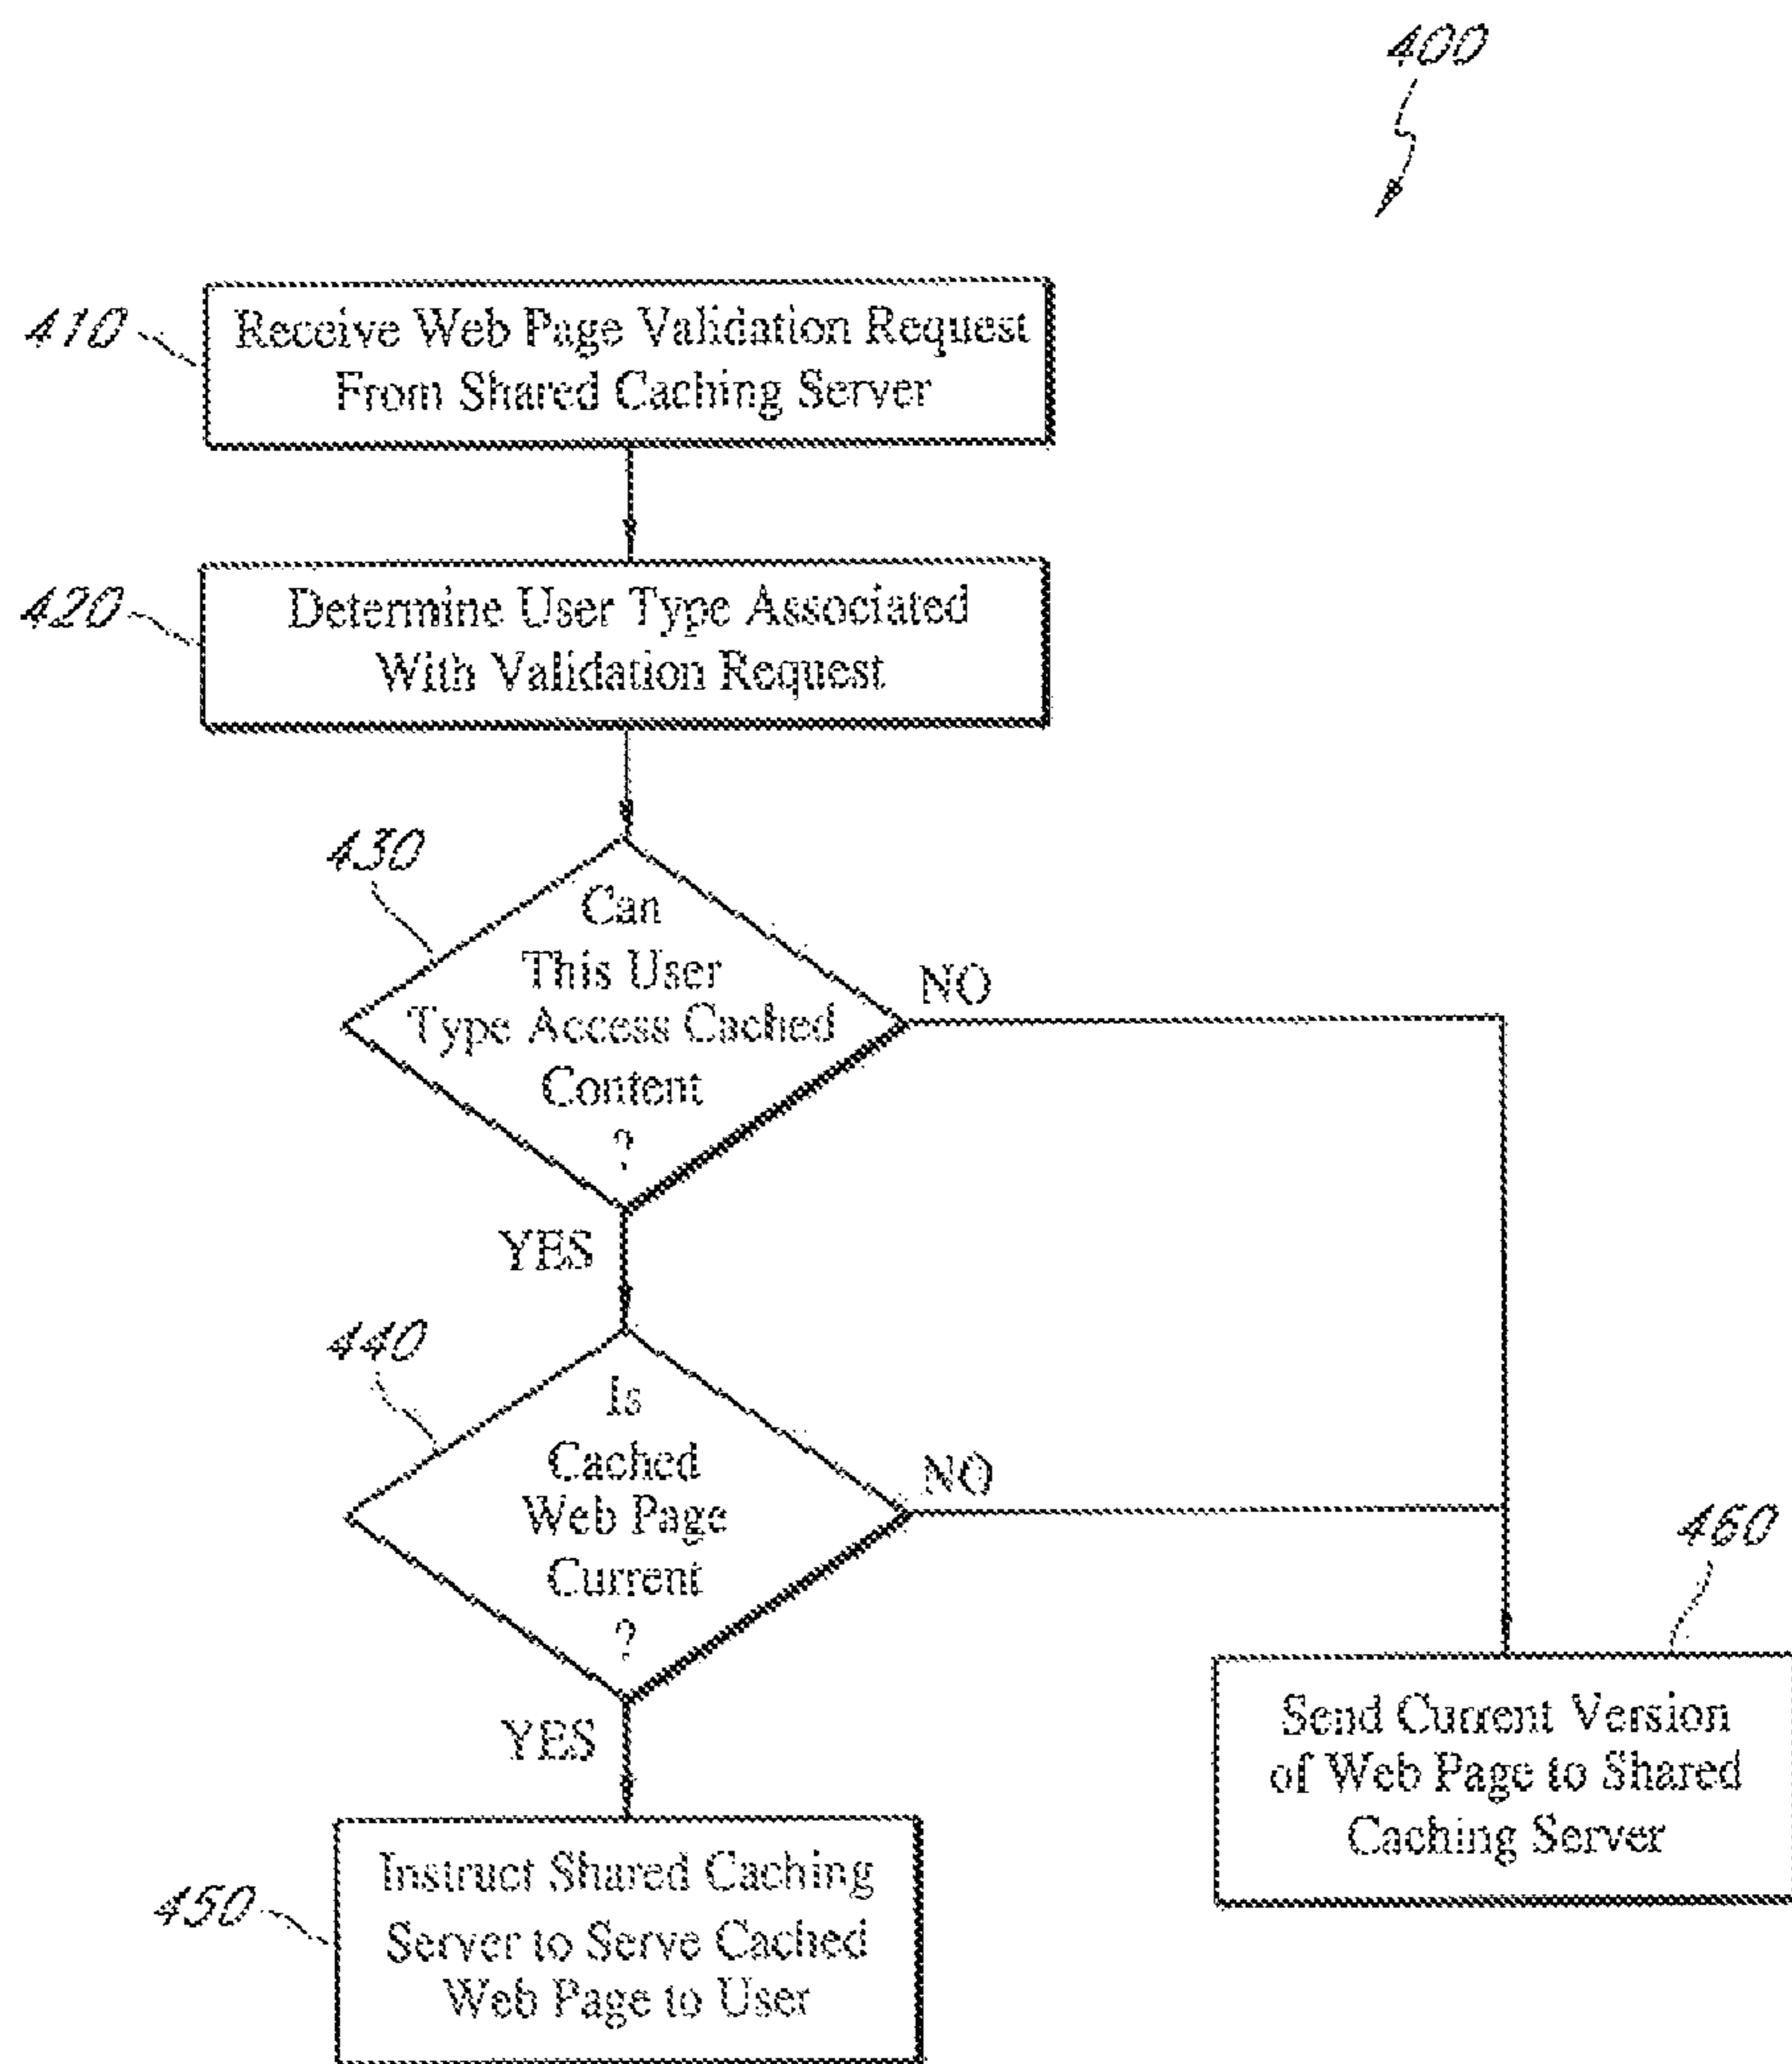 400
410
Receive Web Page Validation Request
From Shared Caching Server
420
Determine User Type Associated
With Validation Request
430
Can
This User
Type Access Cached
Content
?
NO
YES
440
Is
Cached
Web Page
Current
?
NO
YES
450
Instruct Shared Caching
Server to Serve Cached
Web Page to User
460
Send Current Version
of Web Page to Shared
Caching Server